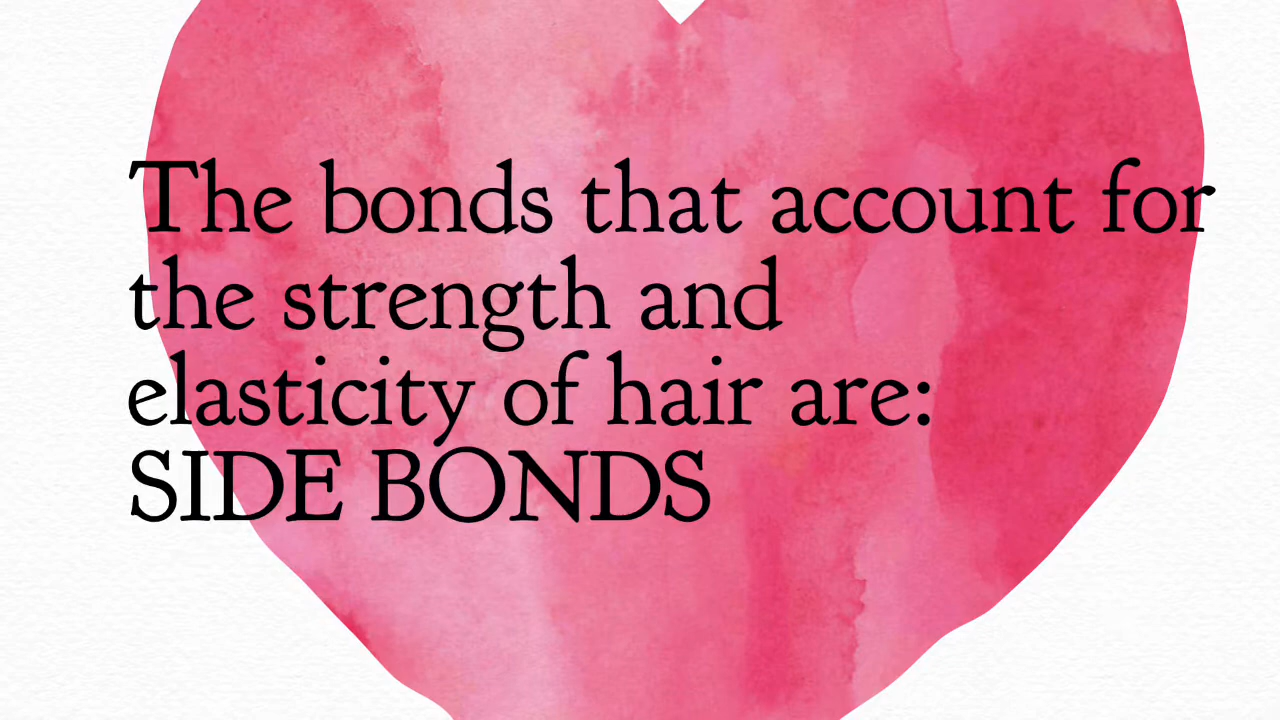 The bonds that account for
the strength and
elasticity of hair are:
SIDE BONDS